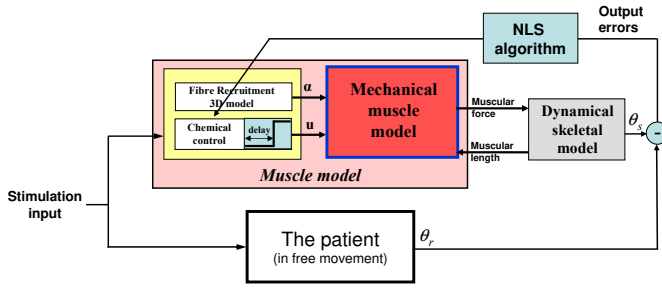 Output
errors
NLS
algorithm
Fibre Recruitment
3D model
α
Mechanical
muscle
model
Chemical
control
delay
u
Muscular
force
Muscular
length
Dynamical
skeletal
model
θs
-
Muscle model
Stimulation
input
The patient
(in free movement)
θr